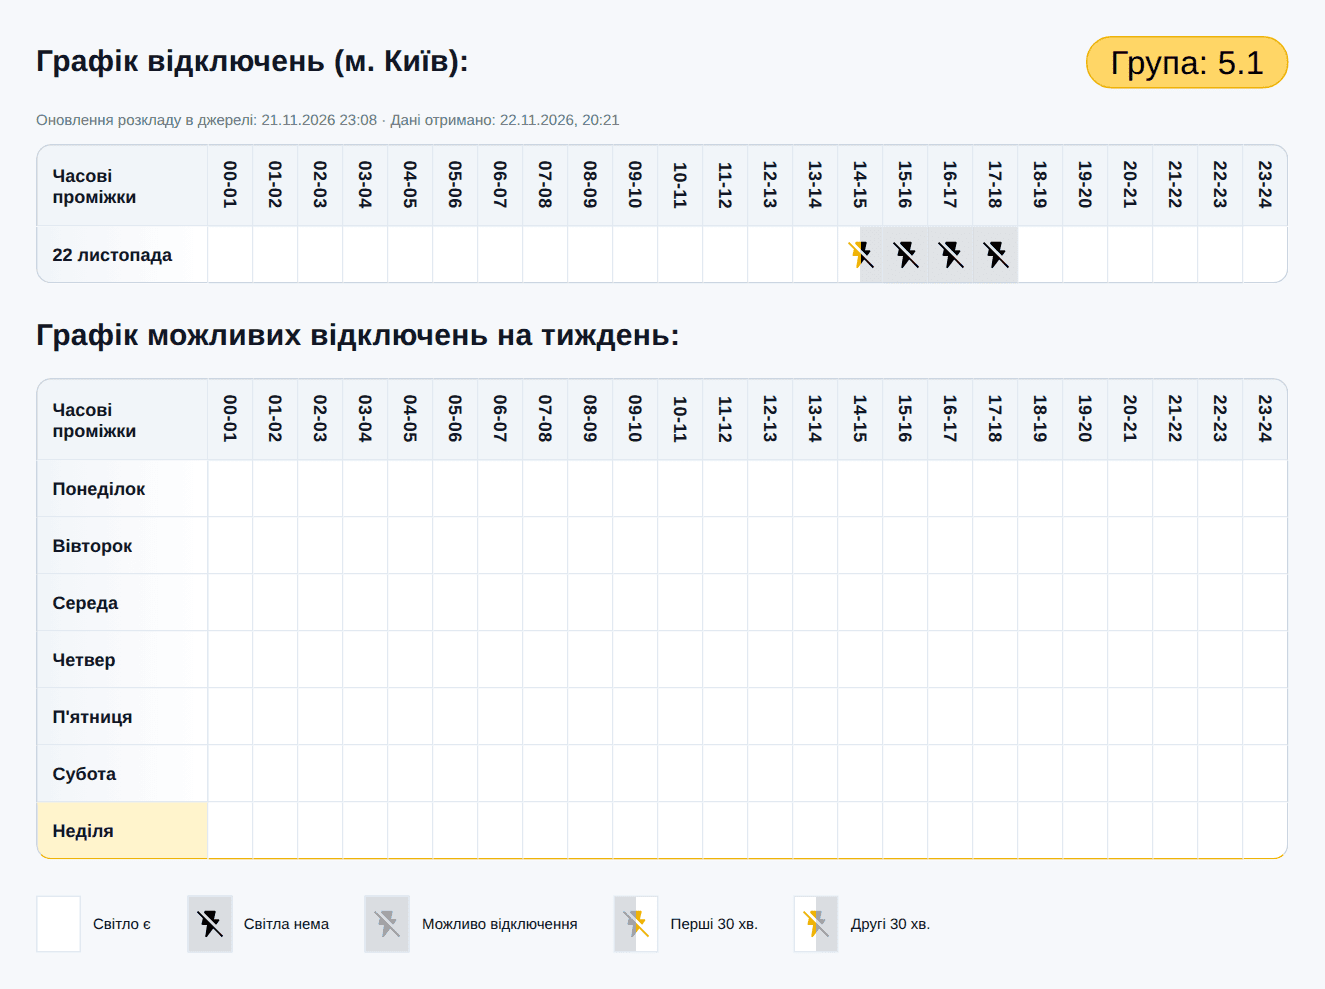 Графік відключень (м. Київ):
Група: 5.1
Оновлення розкладу в джерелі: 21.11.2026 23:08 · Дані отримано: 22.11.2026, 20:21
Часові проміжки 00-01 01-02 02-03 03-04 04-05 05-06 06-07 07-08 08-09 09-10 10-11 11-12 12-13 13-14 14-15 15-16 16-17 17-18 18-19 19-20 20-21 21-22 22-23 23-24
22 листопада
Графік можливих відключень на тиждень:
Часові проміжки 00-01 01-02 02-03 03-04 04-05 05-06 06-07 07-08 08-09 09-10 10-11 11-12 12-13 13-14 14-15 15-16 16-17 17-18 18-19 19-20 20-21 21-22 22-23 23-24
Понеділок
Вівторок
Середа
Четвер
П'ятниця
Субота
Неділя
Світло є Світла нема Можливо відключення Перші 30 хв. Другі 30 хв.